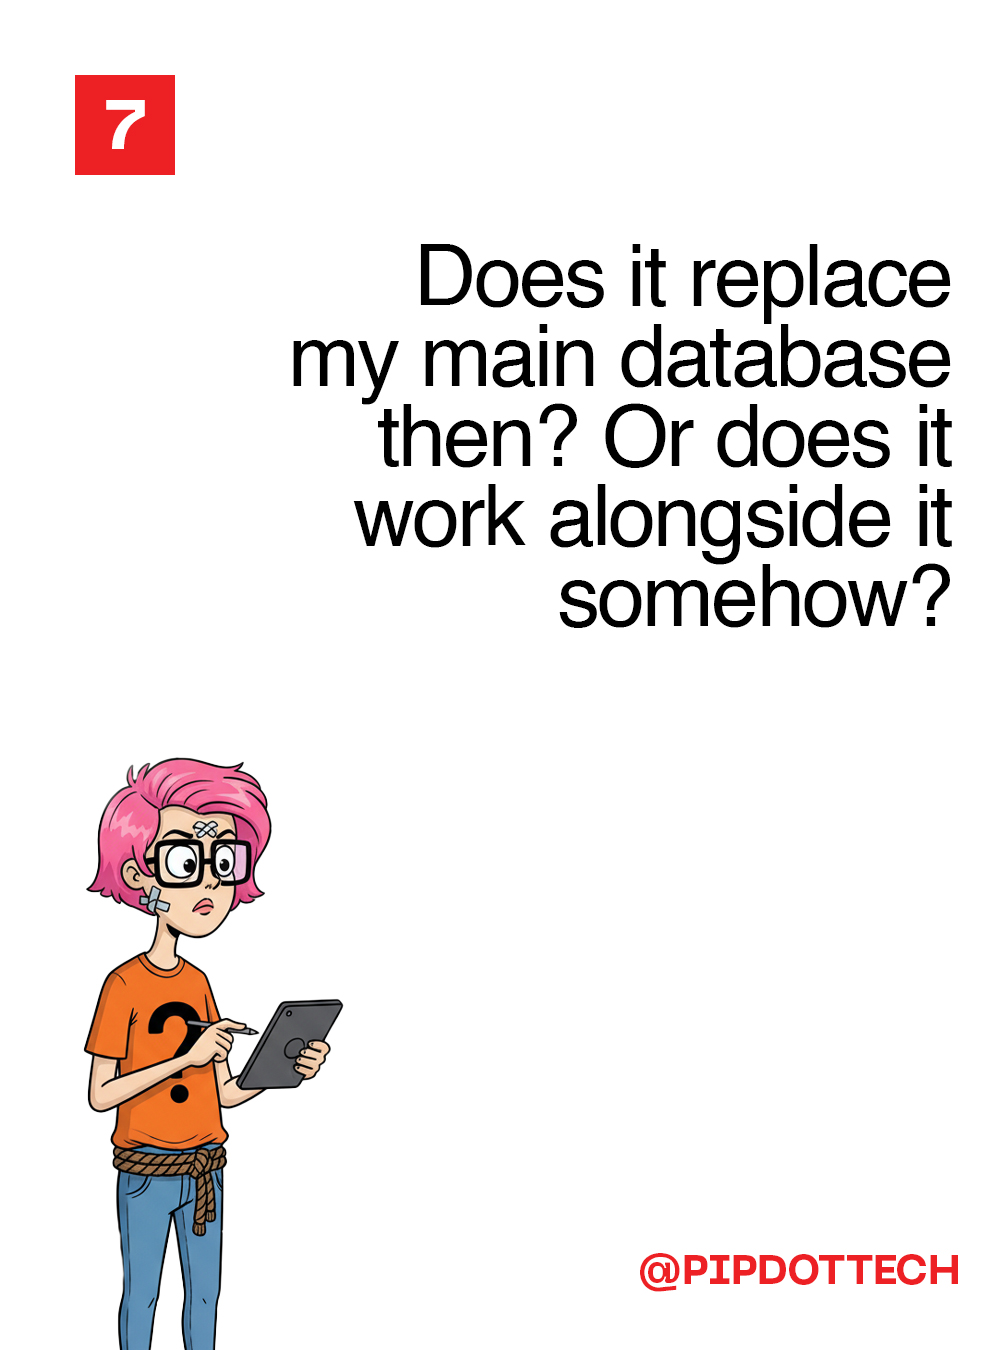 7
Does it replace
my main database
then? Or does it
work alongside it
somehow?
?
@PIPDOTTECH